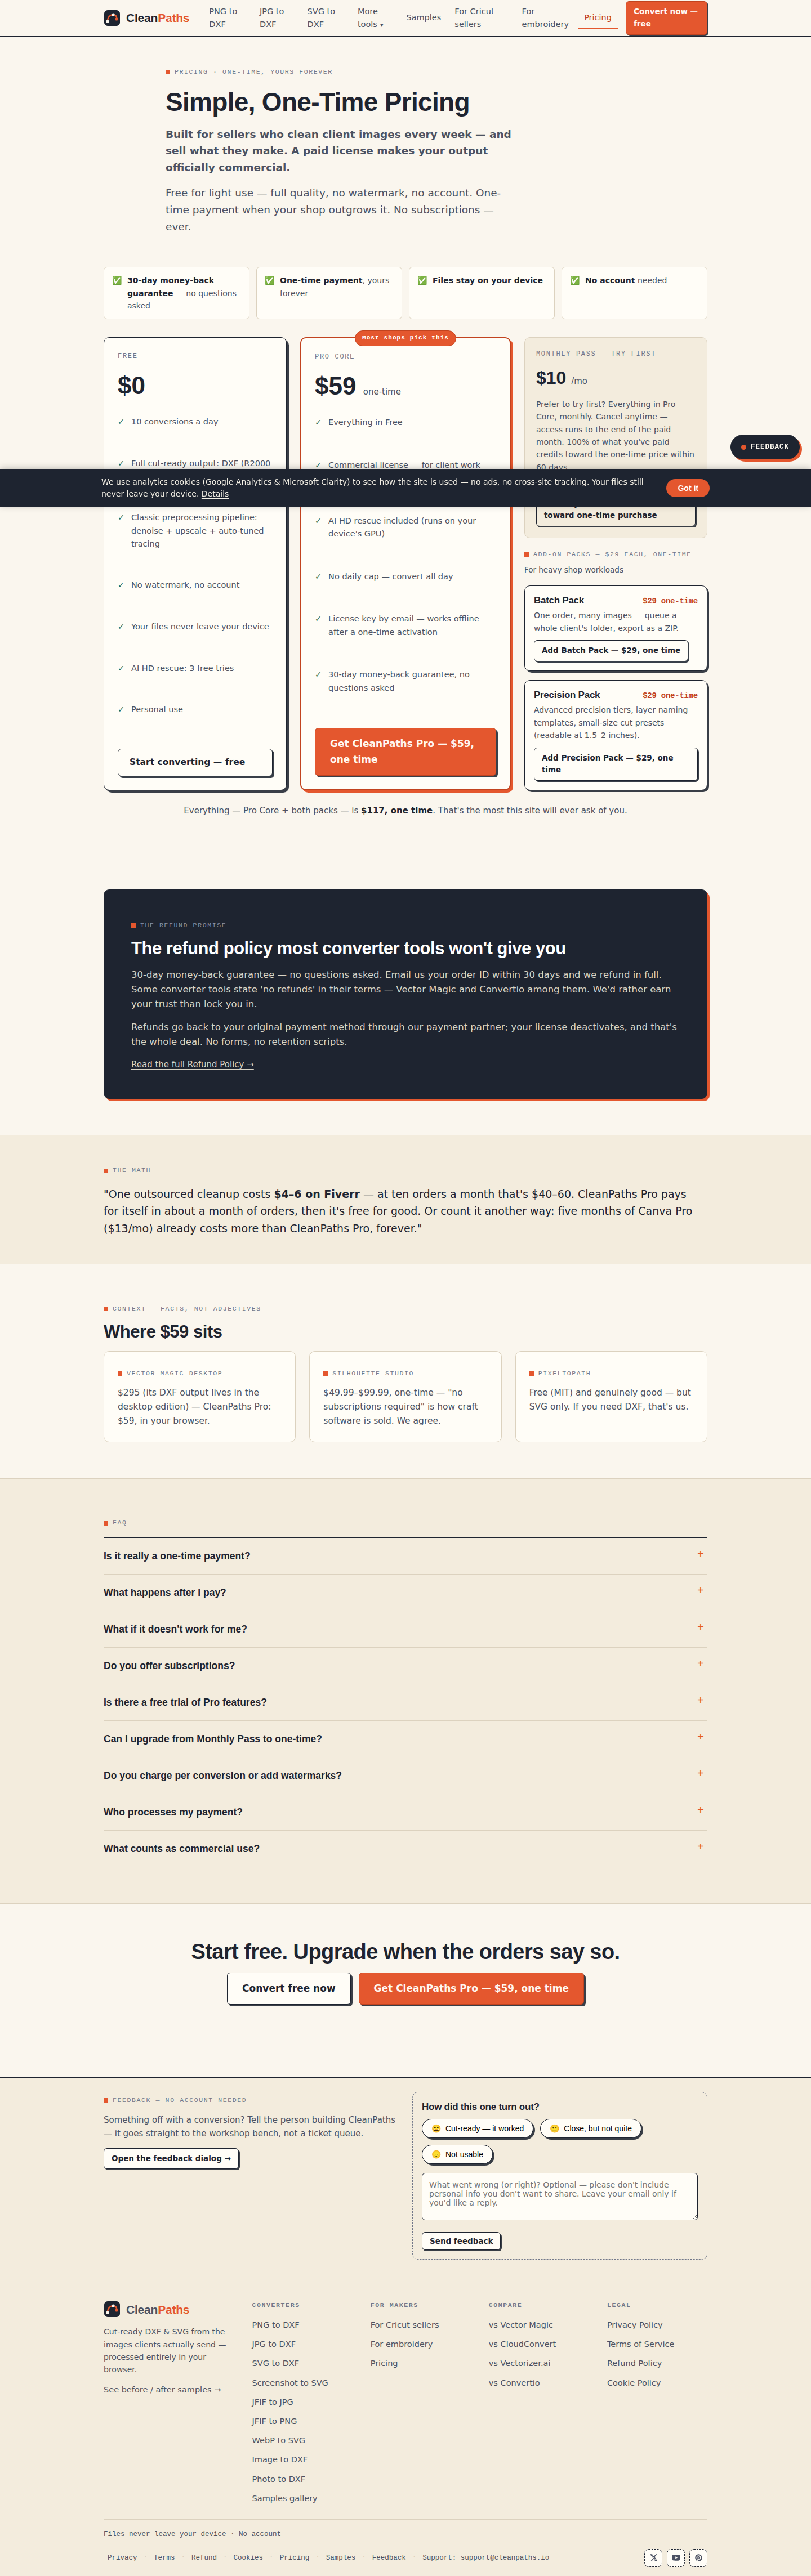 CleanPaths
PNG to
DXF
JPG to
DXF
SVG to
DXF
More
tools ▾
Samples
For Cricut
sellers
For
embroidery
Pricing
Convert now —
free
PRICING · ONE-TIME, YOURS FOREVER
Simple, One-Time Pricing
Built for sellers who clean client images every week — and
sell what they make. A paid license makes your output
officially commercial.
Free for light use — full quality, no watermark, no account. One-
time payment when your shop outgrows it. No subscriptions —
ever.
✅ 30-day money-back
guarantee — no questions
asked
✅ One-time payment, yours
forever
✅ Files stay on your device
✅ No account needed
FREE
$0
✓ 10 conversions a day
✓ Full cut-ready output: DXF (R2000
✓ Classic preprocessing pipeline:
denoise + upscale + auto-tuned
tracing
✓ No watermark, no account
✓ Your files never leave your device
✓ AI HD rescue: 3 free tries
✓ Personal use
Start converting — free
Most shops pick this
PRO CORE
$59 one-time
✓ Everything in Free
✓ Commercial license — for client work
✓ AI HD rescue included (runs on your
device's GPU)
✓ No daily cap — convert all day
✓ License key by email — works offline
after a one-time activation
✓ 30-day money-back guarantee, no
questions asked
Get CleanPaths Pro — $59,
one time
MONTHLY PASS — TRY FIRST
$10 /mo
Prefer to try first? Everything in Pro
Core, monthly. Cancel anytime —
access runs to the end of the paid
month. 100% of what you've paid
credits toward the one-time price within
60 days.
toward one-time purchase
FEEDBACK
We use analytics cookies (Google Analytics & Microsoft Clarity) to see how the site is used — no ads, no cross-site tracking. Your files still
never leave your device. Details
Got it
ADD-ON PACKS — $29 EACH, ONE-TIME
For heavy shop workloads
Batch Pack
$29 one-time
One order, many images — queue a
whole client's folder, export as a ZIP.
Add Batch Pack — $29, one time
Precision Pack
$29 one-time
Advanced precision tiers, layer naming
templates, small-size cut presets
(readable at 1.5–2 inches).
Add Precision Pack — $29, one
time
Everything — Pro Core + both packs — is $117, one time. That's the most this site will ever ask of you.
THE REFUND PROMISE
The refund policy most converter tools won't give you
30-day money-back guarantee — no questions asked. Email us your order ID within 30 days and we refund in full.
Some converter tools state 'no refunds' in their terms — Vector Magic and Convertio among them. We'd rather earn
your trust than lock you in.
Refunds go back to your original payment method through our payment partner; your license deactivates, and that's
the whole deal. No forms, no retention scripts.
Read the full Refund Policy →
THE MATH
"One outsourced cleanup costs $4–6 on Fiverr — at ten orders a month that's $40–60. CleanPaths Pro pays
for itself in about a month of orders, then it's free for good. Or count it another way: five months of Canva Pro
($13/mo) already costs more than CleanPaths Pro, forever."
CONTEXT — FACTS, NOT ADJECTIVES
Where $59 sits
VECTOR MAGIC DESKTOP
$295 (its DXF output lives in the
desktop edition) — CleanPaths Pro:
$59, in your browser.
SILHOUETTE STUDIO
$49.99–$99.99, one-time — "no
subscriptions required" is how craft
software is sold. We agree.
PIXELTOPATH
Free (MIT) and genuinely good — but
SVG only. If you need DXF, that's us.
FAQ
Is it really a one-time payment? +
What happens after I pay? +
What if it doesn't work for me? +
Do you offer subscriptions? +
Is there a free trial of Pro features? +
Can I upgrade from Monthly Pass to one-time? +
Do you charge per conversion or add watermarks? +
Who processes my payment? +
What counts as commercial use? +
Start free. Upgrade when the orders say so.
Convert free now
Get CleanPaths Pro — $59, one time
FEEDBACK — NO ACCOUNT NEEDED
Something off with a conversion? Tell the person building CleanPaths
— it goes straight to the workshop bench, not a ticket queue.
Open the feedback dialog →
How did this one turn out?
😄 Cut-ready — it worked
😐 Close, but not quite
😞 Not usable
What went wrong (or right)? Optional — please don't include
personal info you don't want to share. Leave your email only if
you'd like a reply.
Send feedback
CleanPaths
Cut-ready DXF & SVG from the
images clients actually send —
processed entirely in your
browser.
See before / after samples →
CONVERTERS
PNG to DXF
JPG to DXF
SVG to DXF
Screenshot to SVG
JFIF to JPG
JFIF to PNG
WebP to SVG
Image to DXF
Photo to DXF
Samples gallery
FOR MAKERS
For Cricut sellers
For embroidery
Pricing
COMPARE
vs Vector Magic
vs CloudConvert
vs Vectorizer.ai
vs Convertio
LEGAL
Privacy Policy
Terms of Service
Refund Policy
Cookie Policy
Files never leave your device · No account
Privacy Terms Refund Cookies Pricing Samples Feedback Support: support@cleanpaths.io